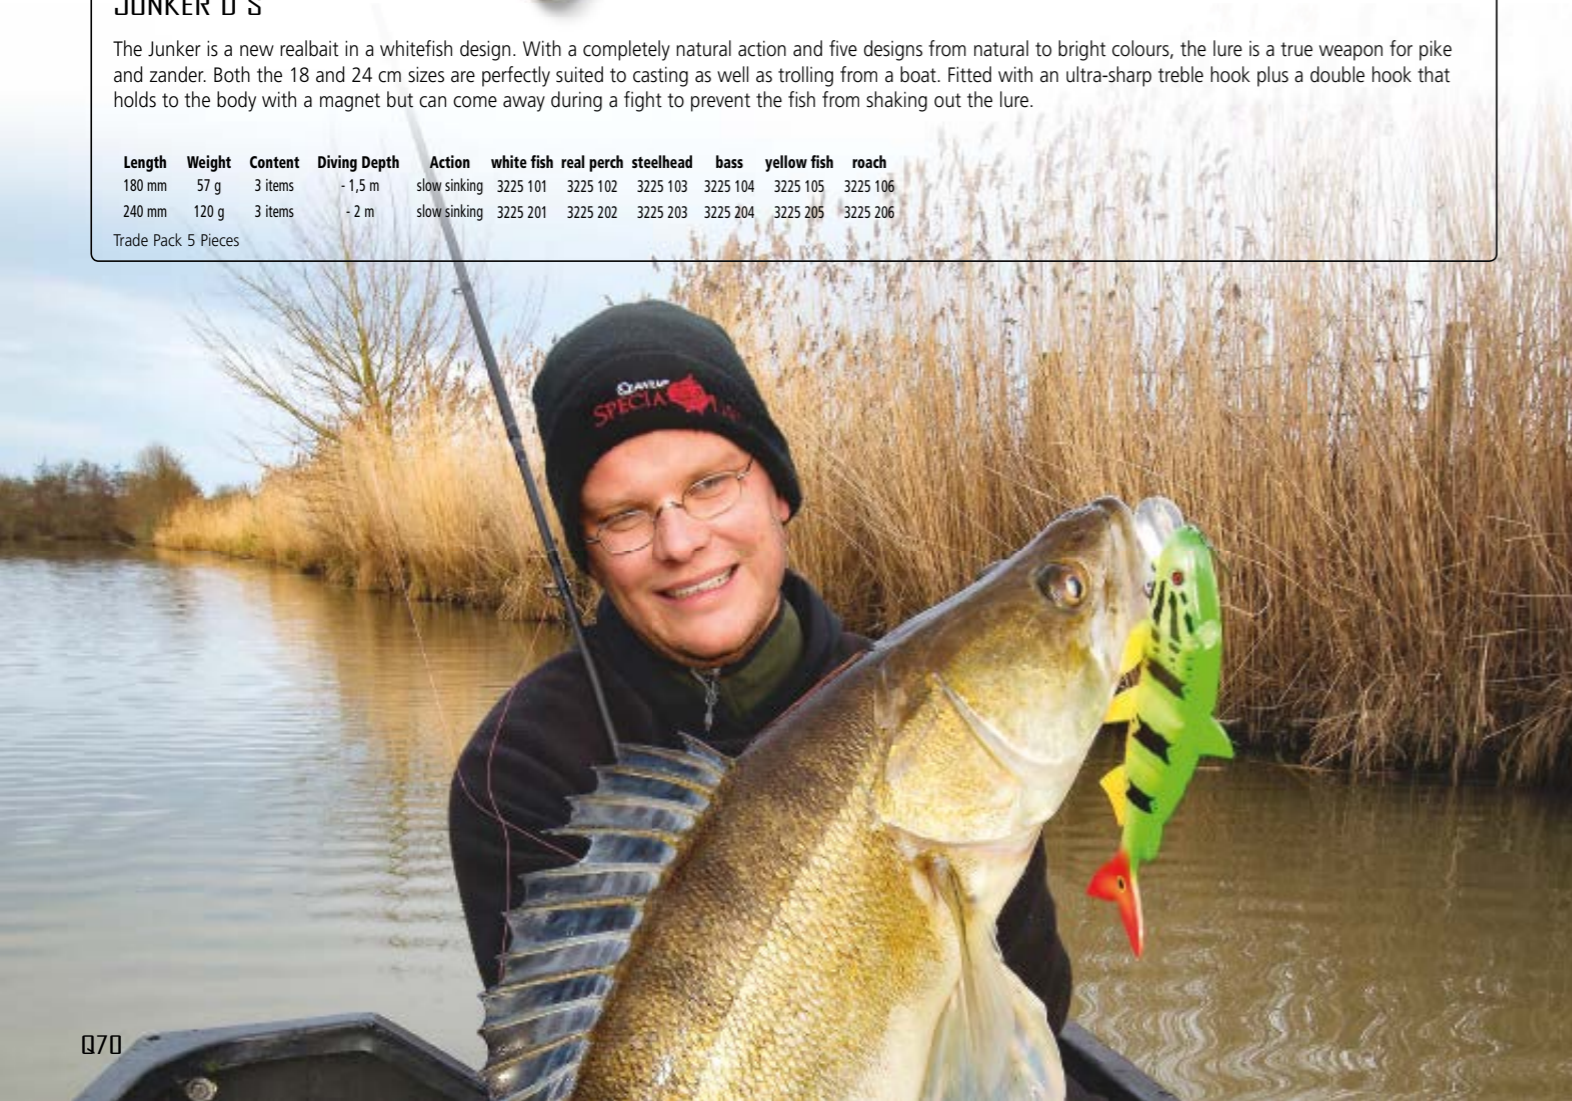 JUNKER D'S
The Junker is a new realbait in a whitefish design. With a completely natural action and five designs from natural to bright colours, the lure is a true weapon for pike
and zander. Both the 18 and 24 cm sizes are perfectly suited to casting as well as trolling from a boat. Fitted with an ultra-sharp treble hook plus a double hook that
holds to the body with a magnet but can come away during a fight to prevent the fish from shaking out the lure.
Length Weight Content Diving Depth Action white fish real perch steelhead bass yellow fish roach
180 mm 57 g 3 items - 1,5 m slow sinking 3225 101 3225 102 3225 103 3225 104 3225 105 3225 106
240 mm 120 g 3 items - 2 m slow sinking 3225 201 3225 202 3225 203 3225 204 3225 205 3225 206
Trade Pack 5 Pieces
Q70